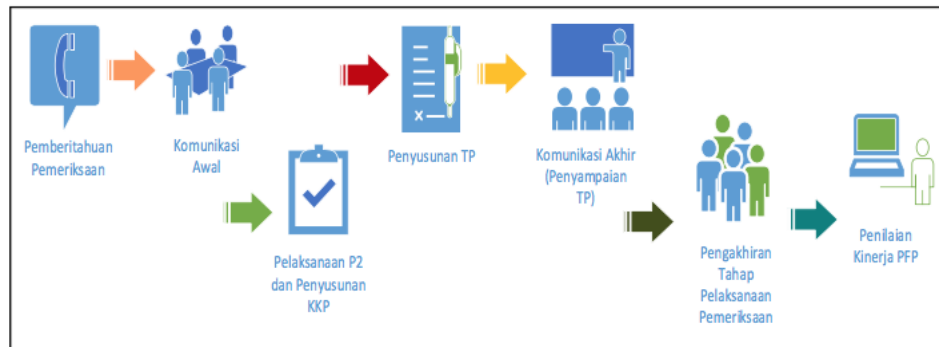 Pemberitahuan
Pemeriksaan
Komunikasi
Awal
Pelaksanaan P2
dan Penyusunan
KKP
Penyusunan TP
Komunikasi Akhir
(Penyampaian
TP)
Pengakhiran
Tahap
Pelaksanaan
Pemeriksaan
Penilaian
Kinerja PFP